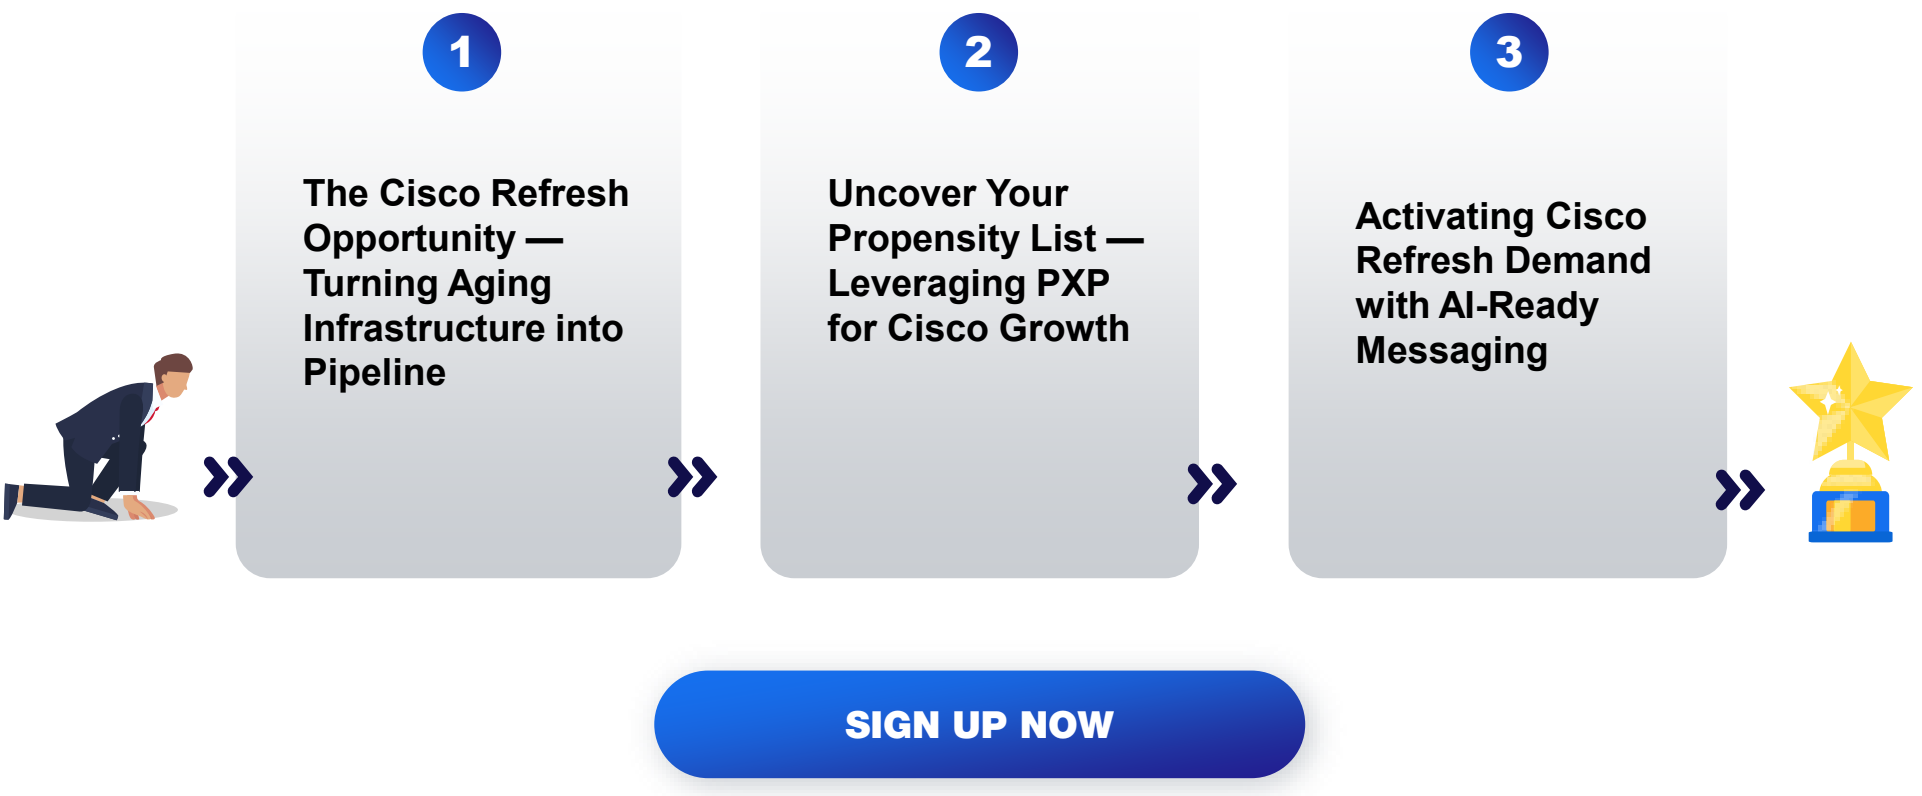 1
The Cisco Refresh
Opportunity —
Turning Aging
Infrastructure into
Pipeline
2
Uncover Your
Propensity List —
Leveraging PXP
for Cisco Growth
3
Activating Cisco
Refresh Demand
with AI-Ready
Messaging
SIGN UP NOW